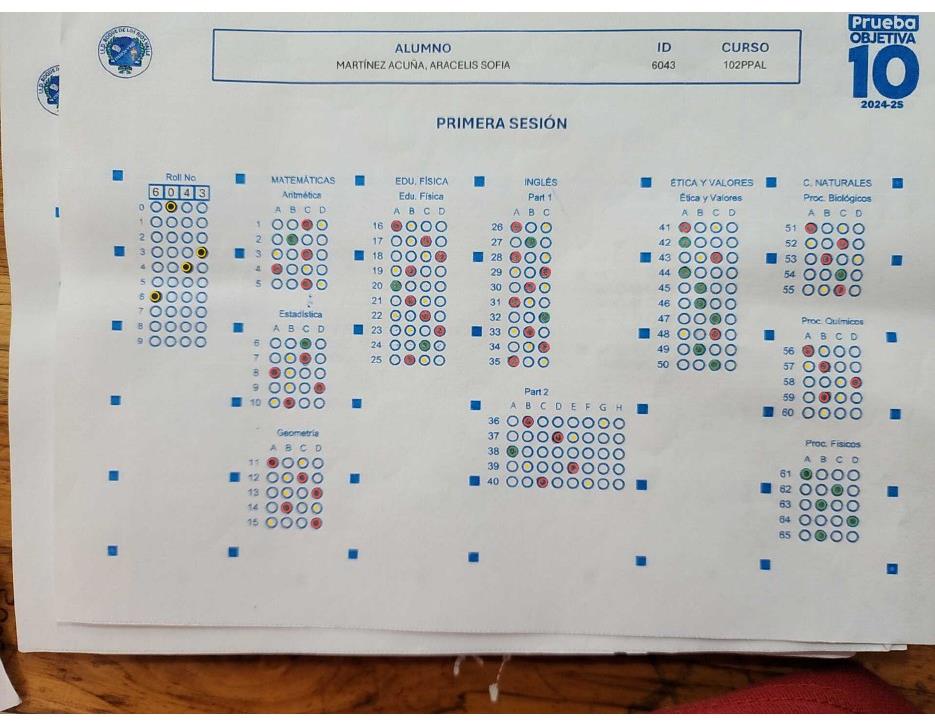 Prueba
OBJETIVA
10
2024-2S
ALUMNO ID CURSO
MARTÍNEZ ACUÑA, ARACELIS SOFIA 6043 102PPAL
PRIMERA SESIÓN
Roll No
6 0 4 3
0
1
2
3
4
5
6
7
8
9
MATEMÁTICAS
Aritmética
A B C D
1
2
3
4
5
Estadística
A B C D
6
7
8
9
10
Geometría
A B C D
11
12
13
14
15
EDU. FÍSICA
Edu. Física
A B C D
16
17
18
19
20
21
22
23
24
25
INGLÉS
Part 1
A B C
26
27
28
29
30
31
32
33
34
35
Part 2
A B C D E F G H
36
37
38
39
40
ÉTICA Y VALORES
Ética y Valores
A B C D
41
42
43
44
45
46
47
48
49
50
C. NATURALES
Proc. Biológicos
A B C D
51
52
53
54
55
Proc. Químicos
A B C D
56
57
58
59
60
Proc. Físicos
A B C D
61
62
63
64
65